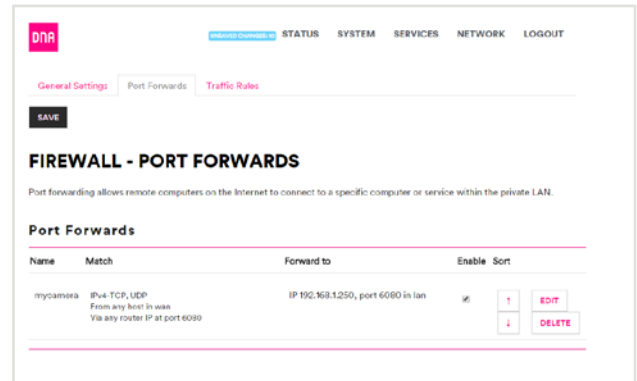 DNA
UNSAVED CHANGES: 10 STATUS SYSTEM SERVICES NETWORK LOGOUT
General Settings Port Forwards Traffic Rules
SAVE
FIREWALL - PORT FORWARDS
Port forwarding allows remote computers on the Internet to connect to a specific computer or service within the private LAN.
Port Forwards
Name Match Forward to Enable Sort
mycamera IPv4-TCP, UDP IP 192.168.1.250, port 6080 in lan
From any host in wan
Via any router IP at port 6080
↑ EDIT
↓ DELETE